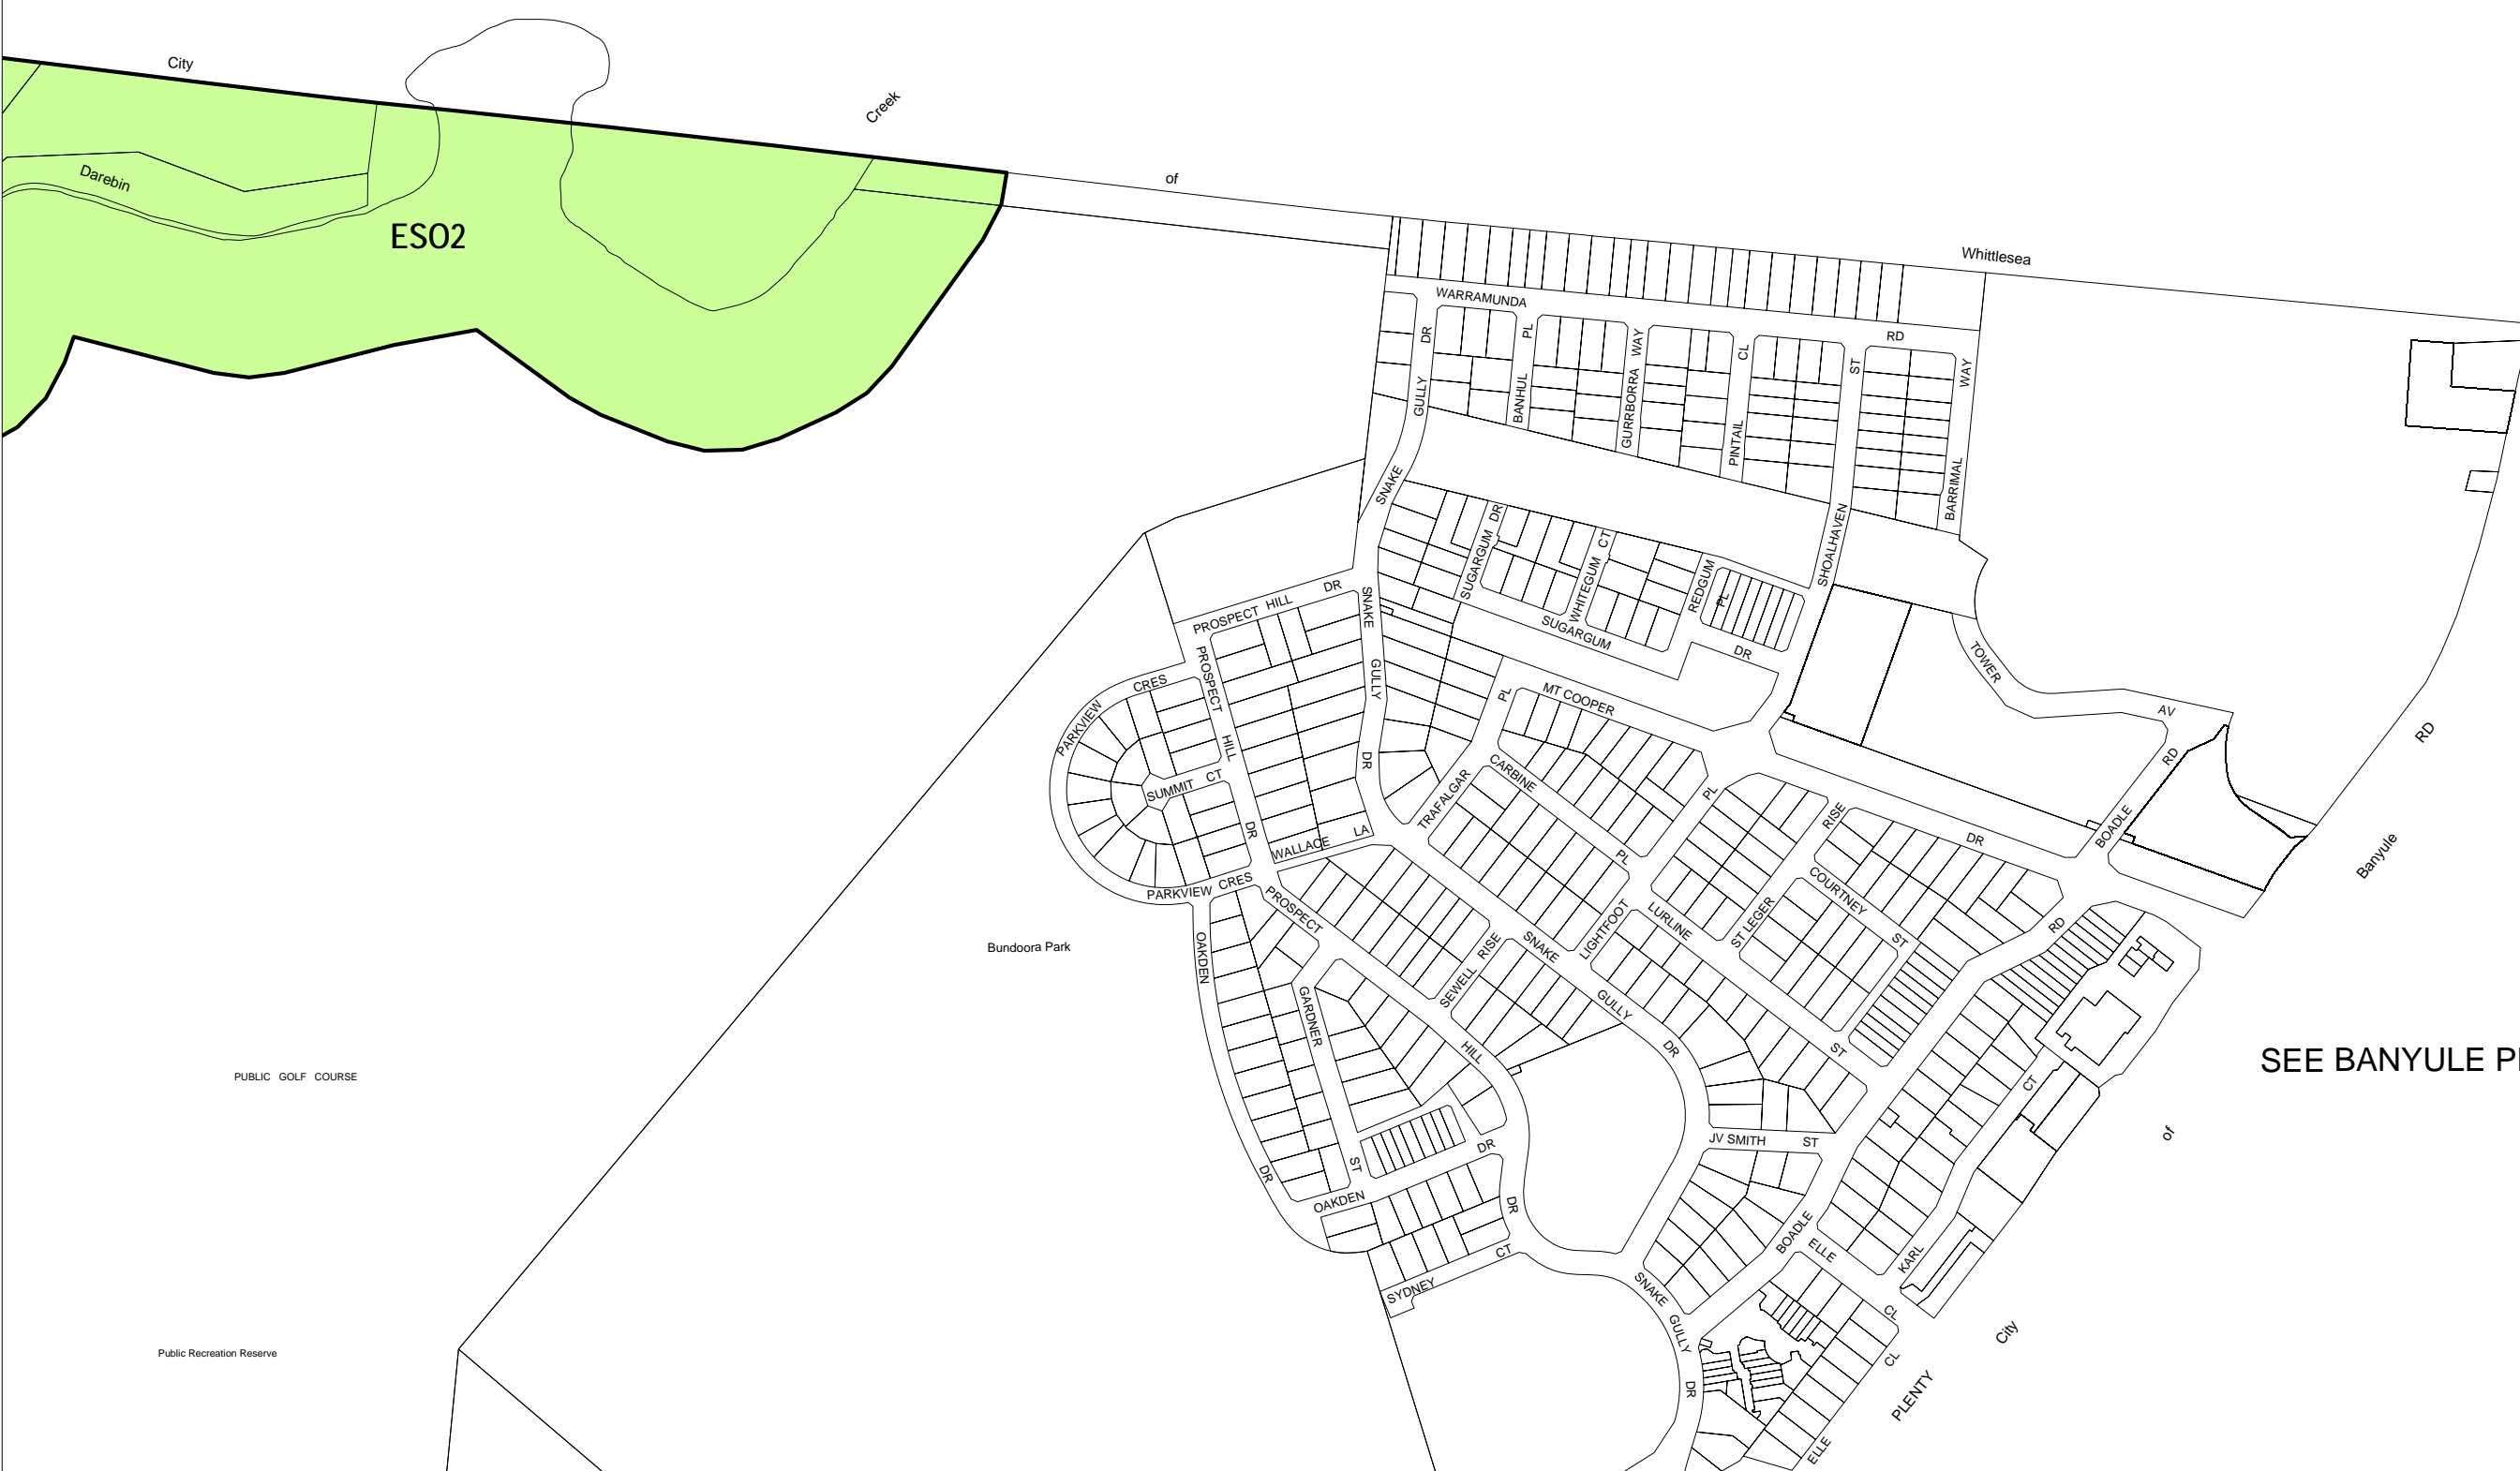 City
Creek
of
Whittlesea
Darebin
ESO2
WARRAMUNDA
RD
SNAKE
GULLY
DR
BANHUL
PL
GURRBORRA
WAY
PINTAIL
CL
SHOALHAVEN
ST
BARRIMAL
WAY
SUGARGUM
DR
WHITEGUM
CT
REDGUM
PL
SUGARGUM
DR
PROSPECT
HILL
DR
SNAKE
GULLY
DR
PROSPECT
HILL
DR
PARKVIEW
CRES
SUMMIT
CT
WALLACE
LA
PARKVIEW
CRES
MT COOPER
DR
TRAFALGAR
PL
CARBINE
PL
LIGHTFOOT
PL
ST LEGER
RISE
COURTNEY
ST
LURLINE
ST
TOWER
AV
BOADLE
RD
RD
Banyule
Bundoora Park
OAKDEN
DR
PROSPECT
HILL
DR
GARDNER
ST
SEWELL
RISE
SNAKE
GULLY
DR
RD
SEE BANYULE P
PUBLIC GOLF COURSE
CT
JV SMITH
ST
of
OAKDEN
DR
SYDNEY
CT
BOADLE
ELLE
CL
KARL
SNAKE
GULLY
DR
City
Public Recreation Reserve
CL
PLENTY
ELLE